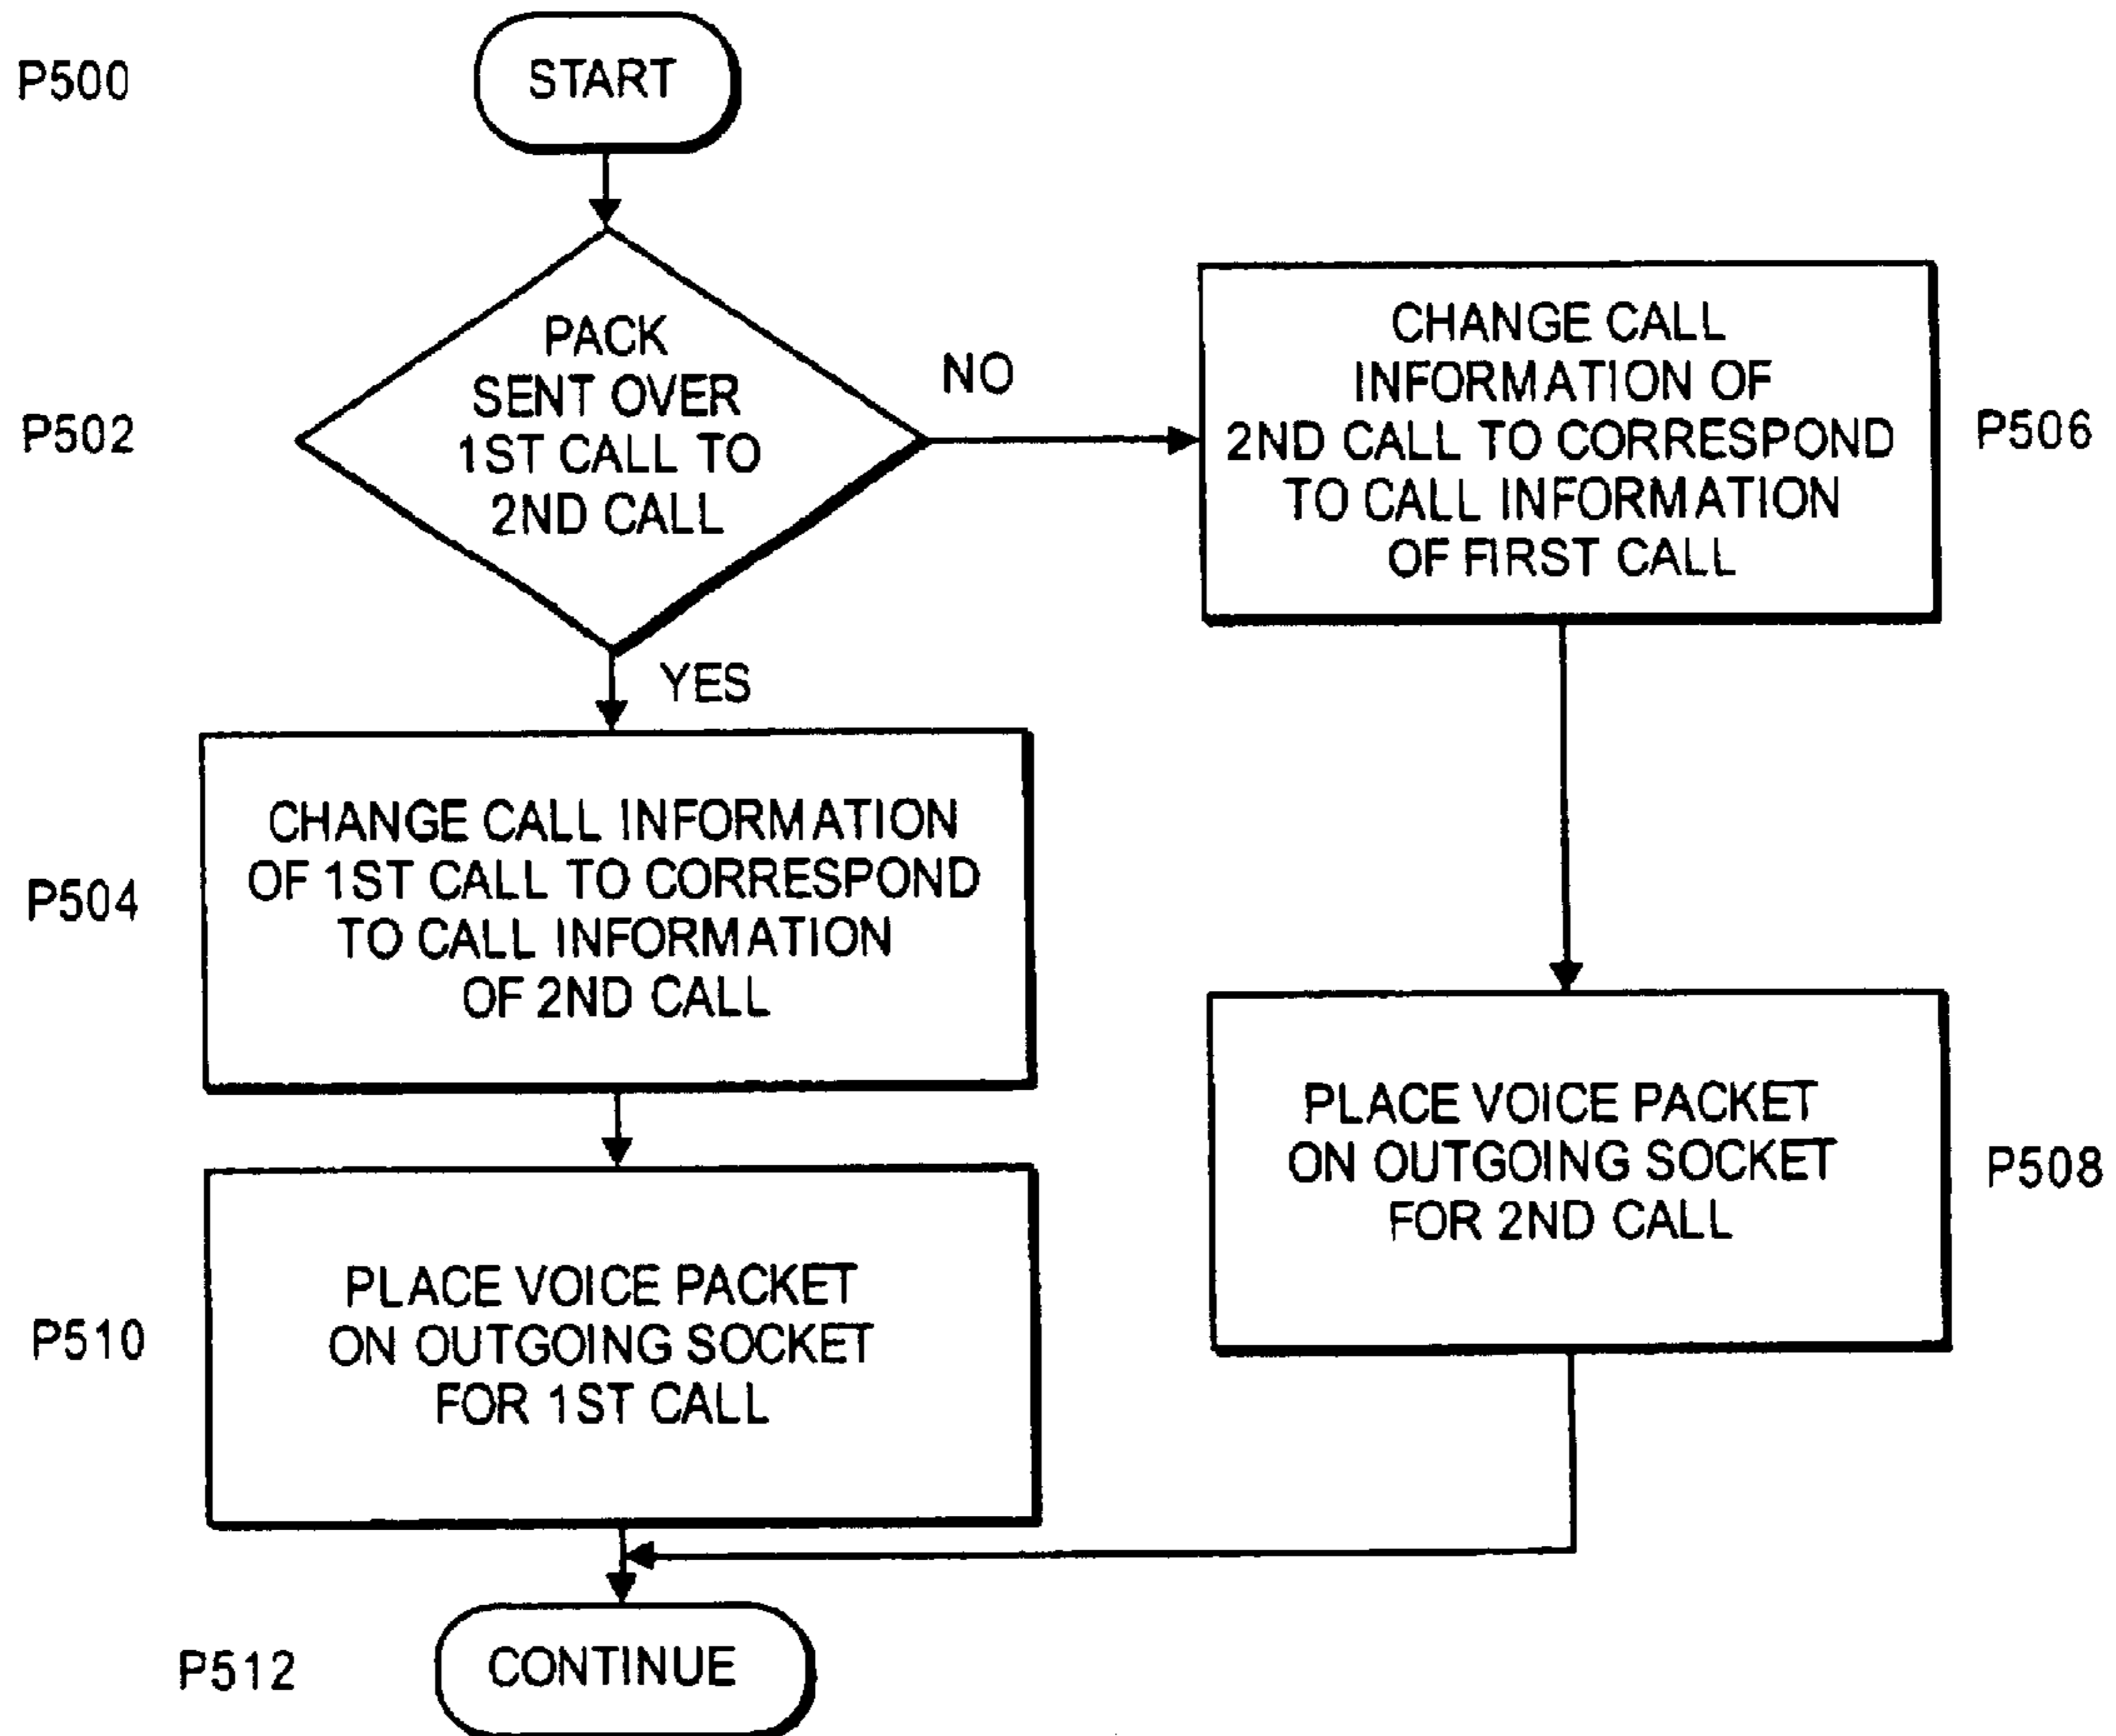 P500
START
P502
PACK
SENT OVER
1ST CALL TO
2ND CALL
NO
YES
CHANGE CALL
INFORMATION OF
2ND CALL TO CORRESPOND
TO CALL INFORMATION
OF FIRST CALL
P506
P504
CHANGE CALL INFORMATION
OF 1ST CALL TO CORRESPOND
TO CALL INFORMATION
OF 2ND CALL
PLACE VOICE PACKET
ON OUTGOING SOCKET
FOR 2ND CALL
P508
P510
PLACE VOICE PACKET
ON OUTGOING SOCKET
FOR 1ST CALL
P512
CONTINUE